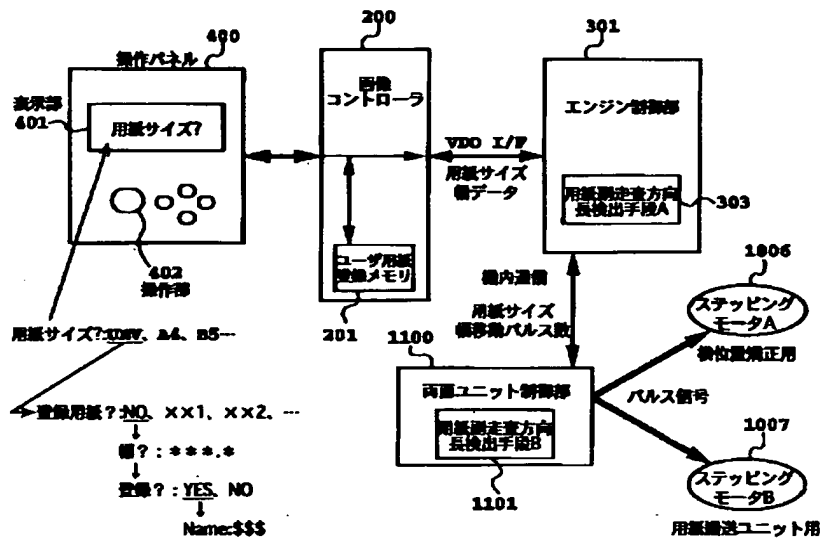 400
操作パネル
表示部
401
用紙サイズ?
402
操作部
200
画像
コントローラ
ユーザ用紙
登録メモリ
201
VDO I/F
用紙サイズ
幅データ
301
エンジン制御部
用紙副走査方向
長検出手段A
303
機内通信
用紙サイズ
幅移動パルス数
1100
両面ユニット制御部
用紙副走査方向
長検出手段B
1101
1006
ステッピング
モータA
横位置矯正用
パルス信号
1007
ステッピング
モータB
用紙搬送ユニット用
用紙サイズ?:UNV、A4、B5…
登録用紙?:NO、××1、××2、…
幅?:***.*
登録?:YES、NO
Name:$$$